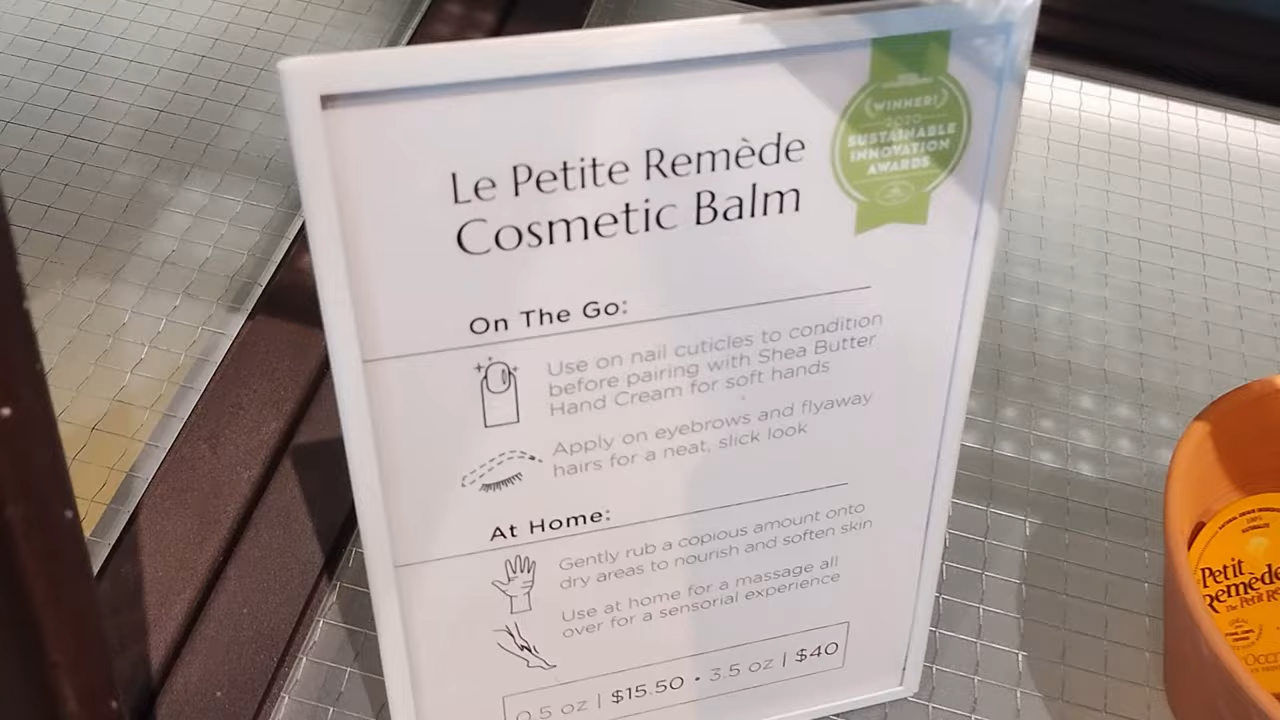 Le Petite Remède
Cosmetic Balm
WINNER!
2020
SUSTAINABLE
INNOVATION
AWARDS
On The Go:
Use on nail cuticles to condition
before pairing with Shea Butter
Hand Cream for soft hands
Apply on eyebrows and flyaway
hairs for a neat, slick look
At Home:
Gently rub a copious amount onto
dry areas to nourish and soften skin
Use at home for a massage all
over for a sensorial experience
0.5 oz | $15.50 • 3.5 oz | $40
100%
Petit
Remède
The Petit